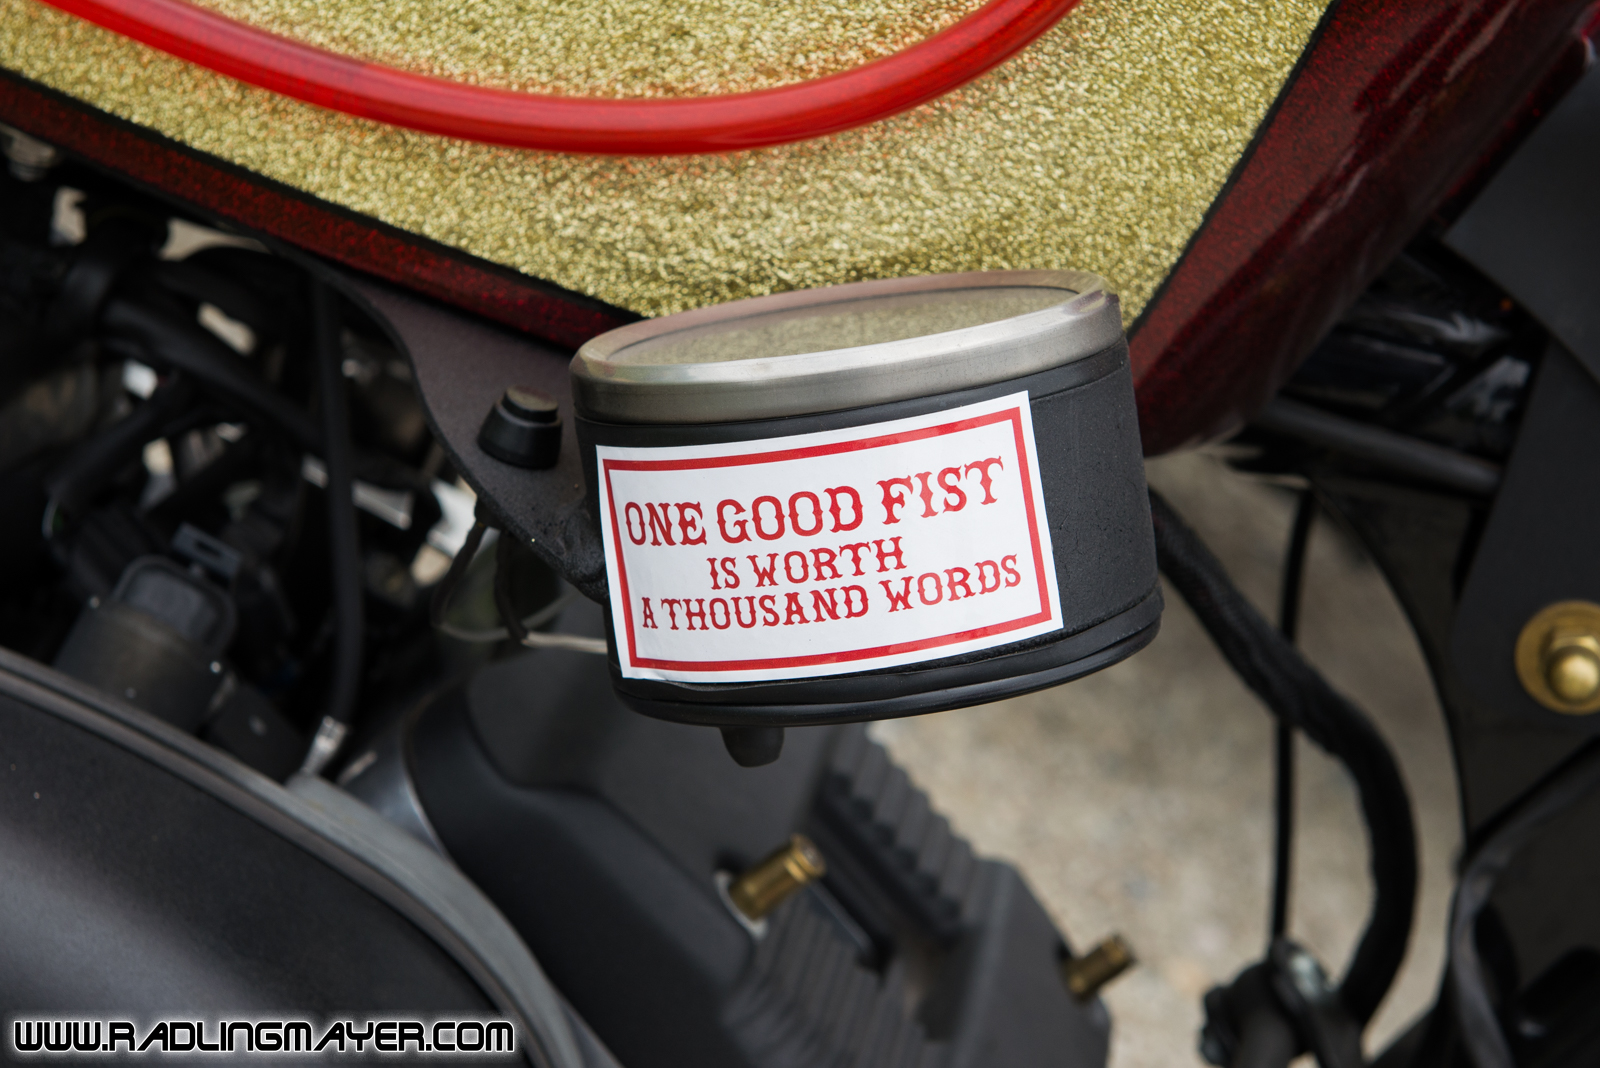 ONE GOOD FIST
IS WORTH
A THOUSAND WORDS
WWW.RADLINGMAYER.COM